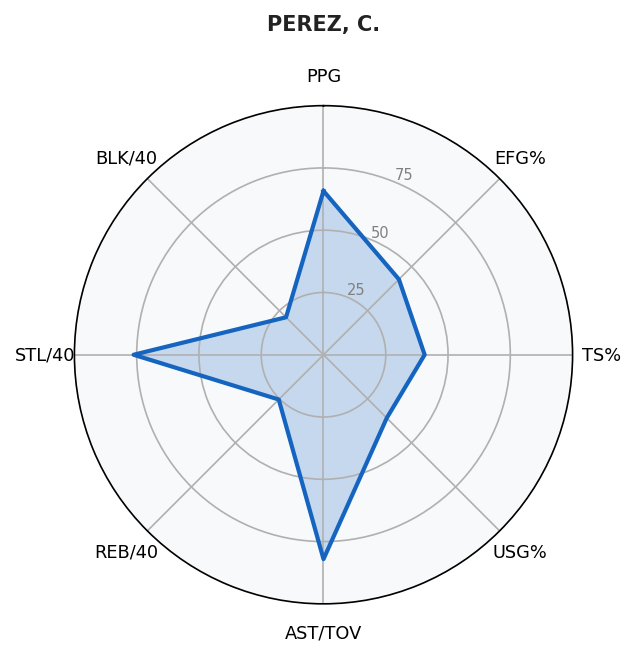 PEREZ, C.
PPG
BLK/40
EFG%
75
50
25
STL/40
TS%
REB/40
USG%
AST/TOV